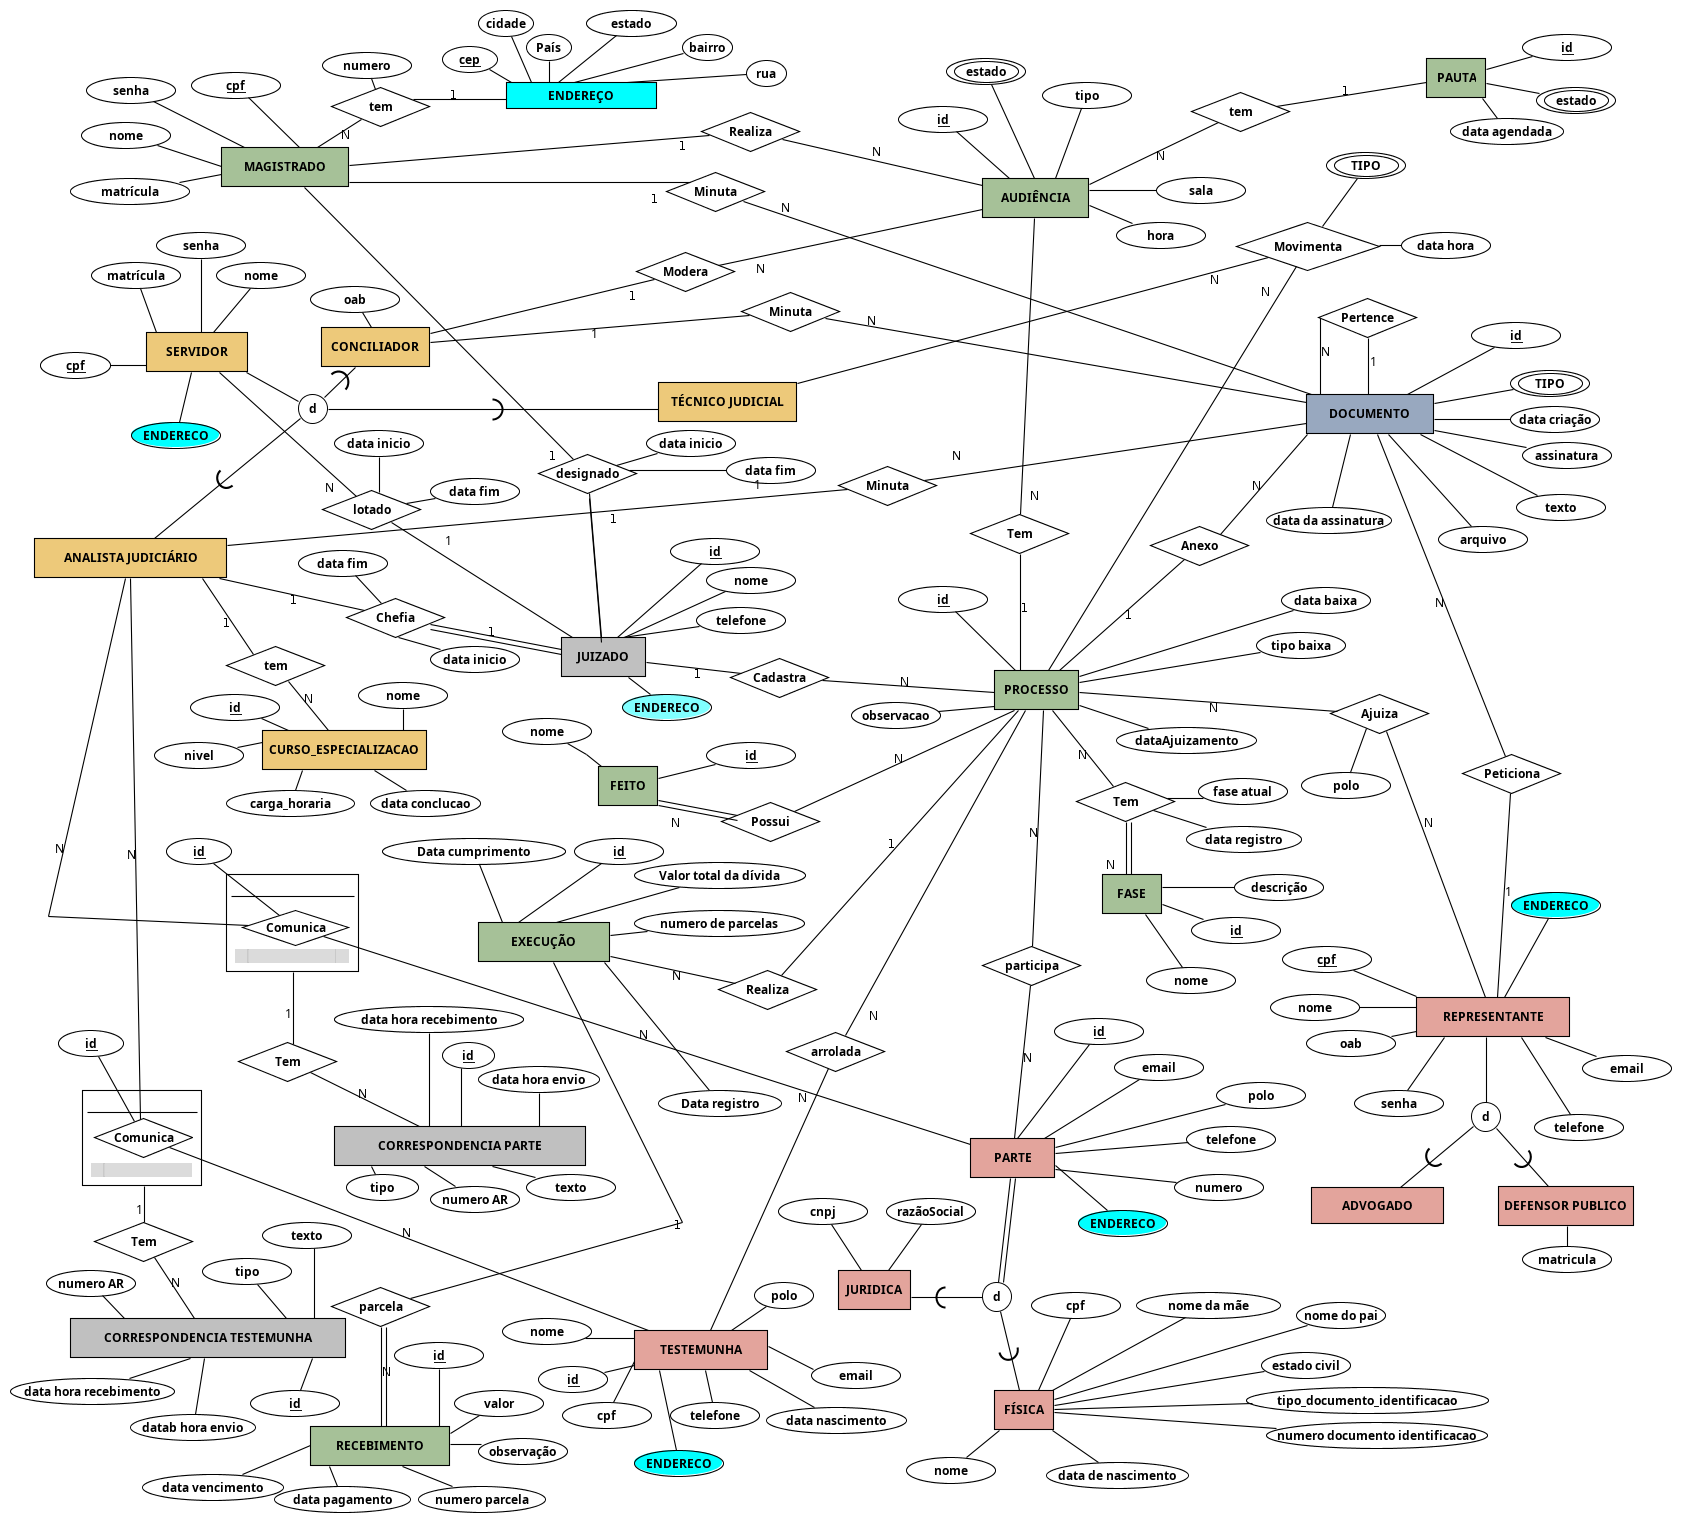 cidade
estado
País
bairro
cep
rua
numero
ENDEREÇO
1
tem
N
senha
cpf
nome
MAGISTRADO
matrícula
Realiza
1
N
Minuta
1
N
estado
id
tipo
AUDIÊNCIA
sala
hora
tem
N
1
PAUTA
id
estado
data agendada
TIPO
Movimenta
data hora
N
N
senha
matrícula
nome
oab
SERVIDOR
CONCILIADOR
cpf
ENDERECO
d
Modera
1
N
Minuta
1
N
TÉCNICO JUDICIAL
Pertence
N
1
id
TIPO
DOCUMENTO
data criação
assinatura
texto
arquivo
data da assinatura
data inicio
data fim
N
lotado
1
1
designado
data inicio
data fim
1
1
Minuta
N
N
Tem
1
Anexo
N
1
ANALISTA JUDICIÁRIO
data fim
1
Chefia
1
data inicio
id
nome
telefone
JUIZADO
ENDERECO
1
Cadastra
N
1
tem
N
id
nome
nivel
CURSO_ESPECIALIZACAO
carga_horaria
data conclucao
id
data baixa
tipo baixa
PROCESSO
observacao
dataAjuizamento
N
Ajuiza
polo
N
N
Peticiona
1
nome
id
FEITO
N
Possui
N
N
Tem
fase atual
data registro
N
FASE
descrição
id
nome
N
N
id
Comunica
Data cumprimento
id
Valor total da dívida
EXECUÇÃO
numero de parcelas
N
Realiza
1
Data registro
N
participa
N
N
arrolada
N
ENDERECO
cpf
nome
REPRESENTANTE
oab
email
senha
telefone
d
ADVOGADO
DEFENSOR PUBLICO
matricula
1
Tem
N
N
data hora recebimento
id
data hora envio
CORRESPONDENCIA PARTE
tipo
numero AR
texto
id
Comunica
1
Tem
N
N
id
email
polo
PARTE
telefone
numero
ENDERECO
cnpj
razãoSocial
JURIDICA
d
texto
tipo
numero AR
CORRESPONDENCIA TESTEMUNHA
data hora recebimento
datab hora envio
id
1
parcela
N
id
valor
RECEBIMENTO
observação
data vencimento
data pagamento
numero parcela
polo
nome
TESTEMUNHA
id
email
cpf
telefone
data nascimento
ENDERECO
cpf
nome da mãe
nome do pai
estado civil
FÍSICA
tipo_documento_identificacao
numero documento identificacao
nome
data de nascimento